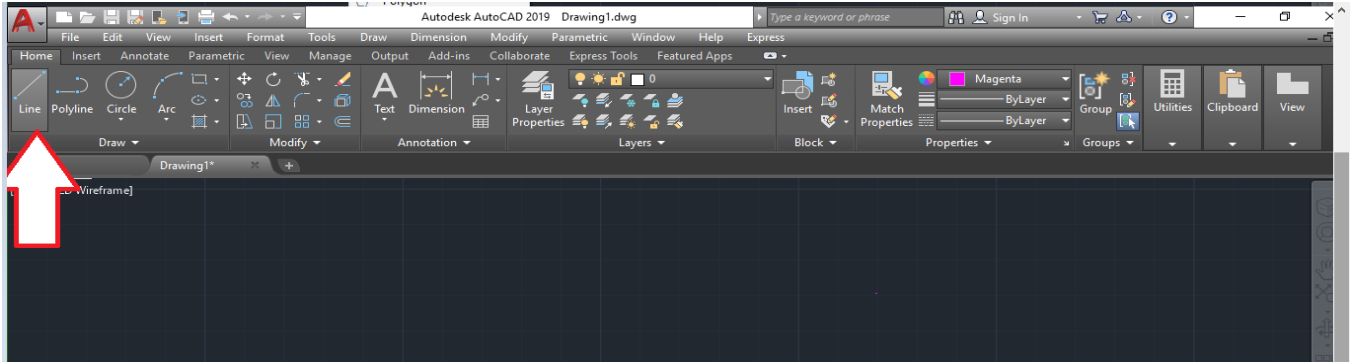 Autodesk AutoCAD 2019 Drawing1.dwg Type a keyword or phrase Sign In
File Edit View Insert Format Tools Draw Dimension Modify Parametric Window Help Express
Home Insert Annotate Parametric View Manage Output Add-ins Collaborate Express Tools Featured Apps
0 Magenta
ByLayer
Line Polyline Circle Arc Text Dimension Layer Properties Insert Match Properties Group Utilities Clipboard View
ByLayer
Draw Modify Annotation Layers Block Properties Groups
Drawing1*
Wireframe]